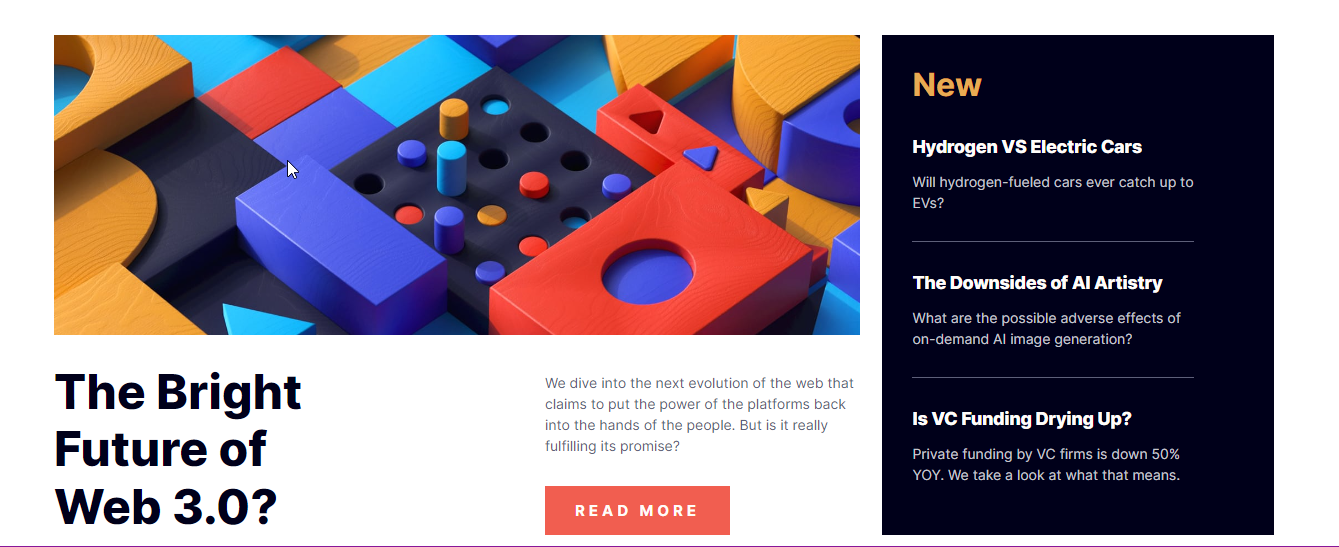 The Bright
Future of
Web 3.0?
We dive into the next evolution of the web that
claims to put the power of the platforms back
into the hands of the people. But is it really
fulfilling its promise?
READ MORE
New
Hydrogen VS Electric Cars
Will hydrogen-fueled cars ever catch up to
EVs?
The Downsides of AI Artistry
What are the possible adverse effects of
on-demand AI image generation?
Is VC Funding Drying Up?
Private funding by VC firms is down 50%
YOY. We take a look at what that means.